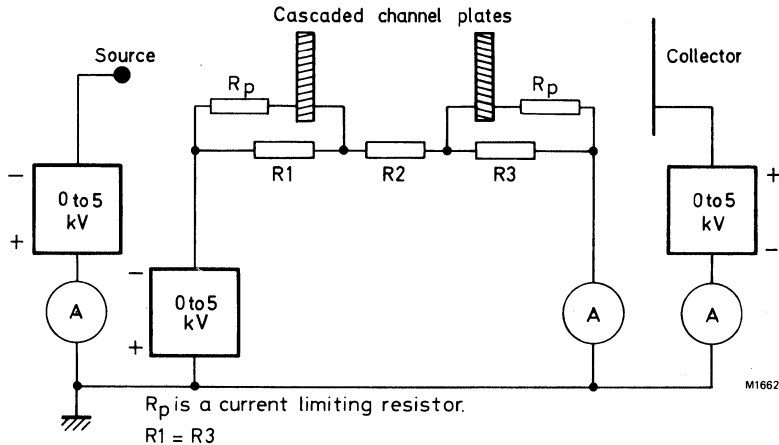 Cascaded channel plates
Source
Collector
Rp
Rp
R1
R2
R3
−
0 to 5
kV
+
A
−
0 to 5
kV
+
A
+
0 to 5
kV
−
A
M1662
Rp is a current limiting resistor.
R1 = R3